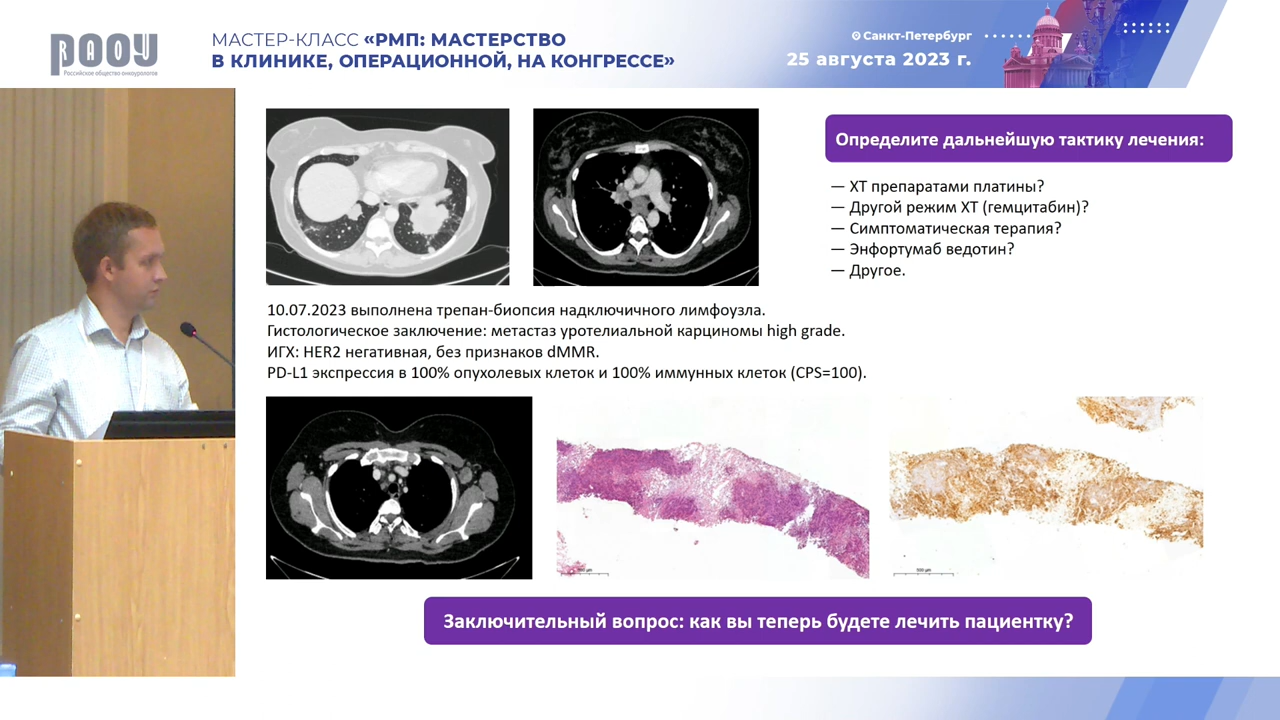 РАОУ
Российское общество онкоурологов
МАСТЕР-КЛАСС «РМП: МАСТЕРСТВО
В КЛИНИКЕ, ОПЕРАЦИОННОЙ, НА КОНГРЕССЕ»
Санкт-Петербург
25 августа 2023 г.
Определите дальнейшую тактику лечения:
— ХТ препаратами платины?
— Другой режим ХТ (гемцитабин)?
— Симптоматическая терапия?
— Энфортумаб ведотин?
— Другое.
10.07.2023 выполнена трепан-биопсия надключичного лимфоузла.
Гистологическое заключение: метастаз уротелиальной карциномы high grade.
ИГХ: HER2 негативная, без признаков dMMR.
PD-L1 экспрессия в 100% опухолевых клеток и 100% иммунных клеток (CPS=100).
Заключительный вопрос: как вы теперь будете лечить пациентку?